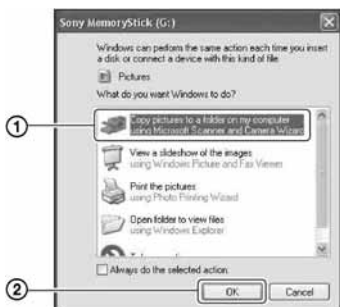 Sony MemoryStick (G:)
Windows can perform the same action each time you insert
a disk or connect a device with this kind of file:
Pictures
What do you want Windows to do?
1
Copy pictures to a folder on my computer
using Microsoft Scanner and Camera Wizard
View a slideshow of the images
using Windows Picture and Fax Viewer
Print the pictures
using Photo Printing Wizard
Open folder to view files
using Windows Explorer
Always do the selected action.
2
OK
Cancel